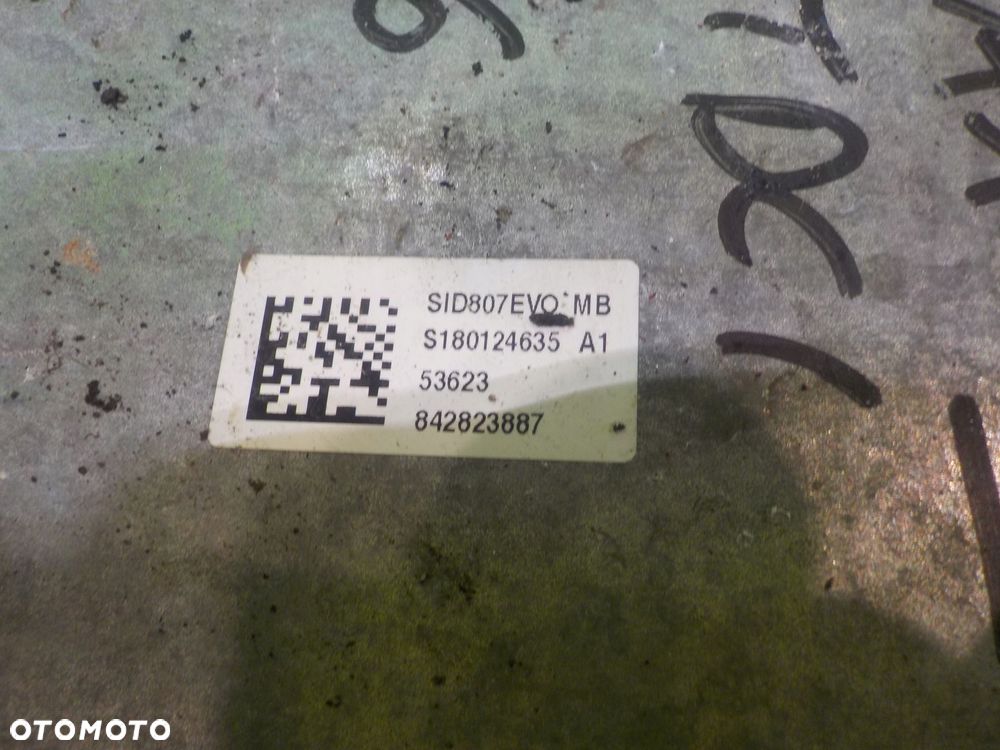 SID807EVO MB
S180124635 A1
53623
842823887
OTOMOTO